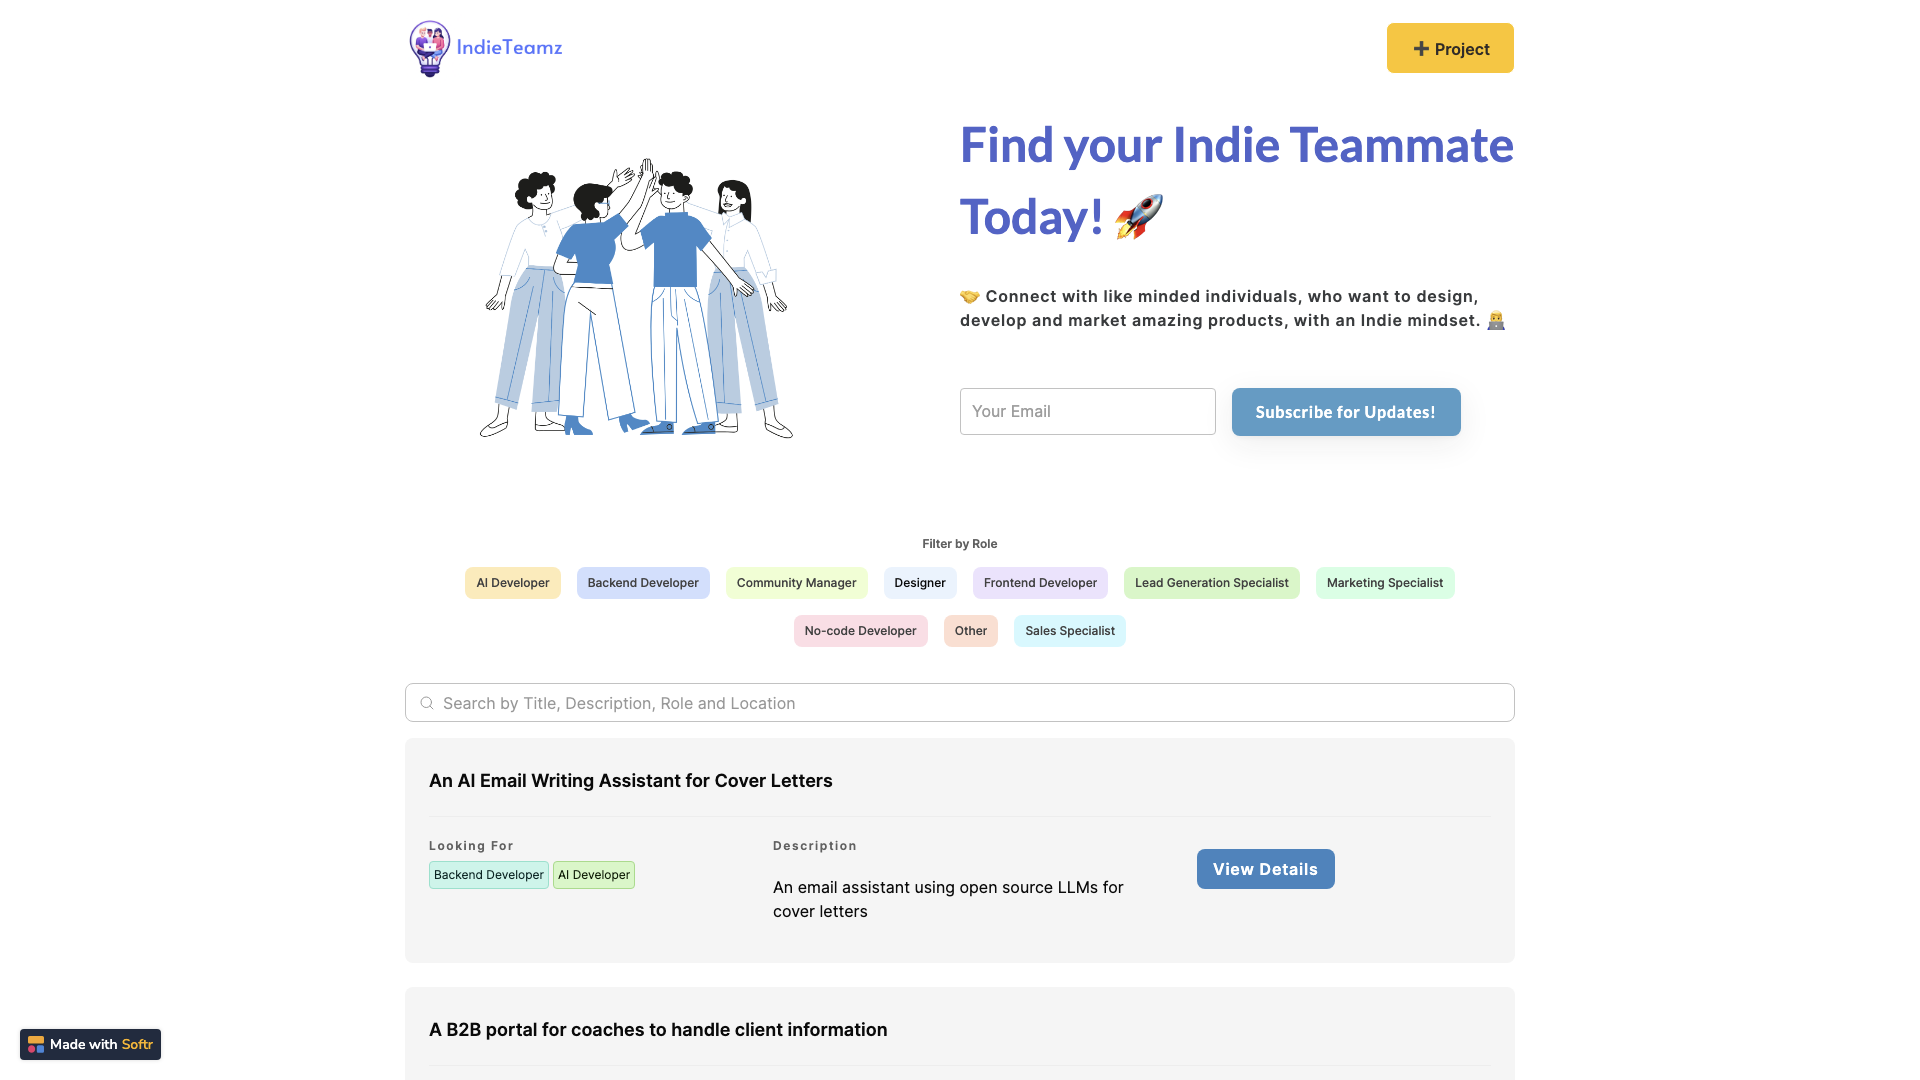 IndieTeamz
Project
Find your Indie Teammate
Today! 🚀
🤝 Connect with like minded individuals, who want to design,
develop and market amazing products, with an Indie mindset. 👨‍💻
Your Email
Subscribe for Updates!
Filter by Role
AI Developer
Backend Developer
Community Manager
Designer
Frontend Developer
Lead Generation Specialist
Marketing Specialist
No-code Developer
Other
Sales Specialist
Search by Title, Description, Role and Location
An AI Email Writing Assistant for Cover Letters
Looking For
Backend Developer
AI Developer
Description
An email assistant using open source LLMs for
cover letters
View Details
A B2B portal for coaches to handle client information
Made with Softr